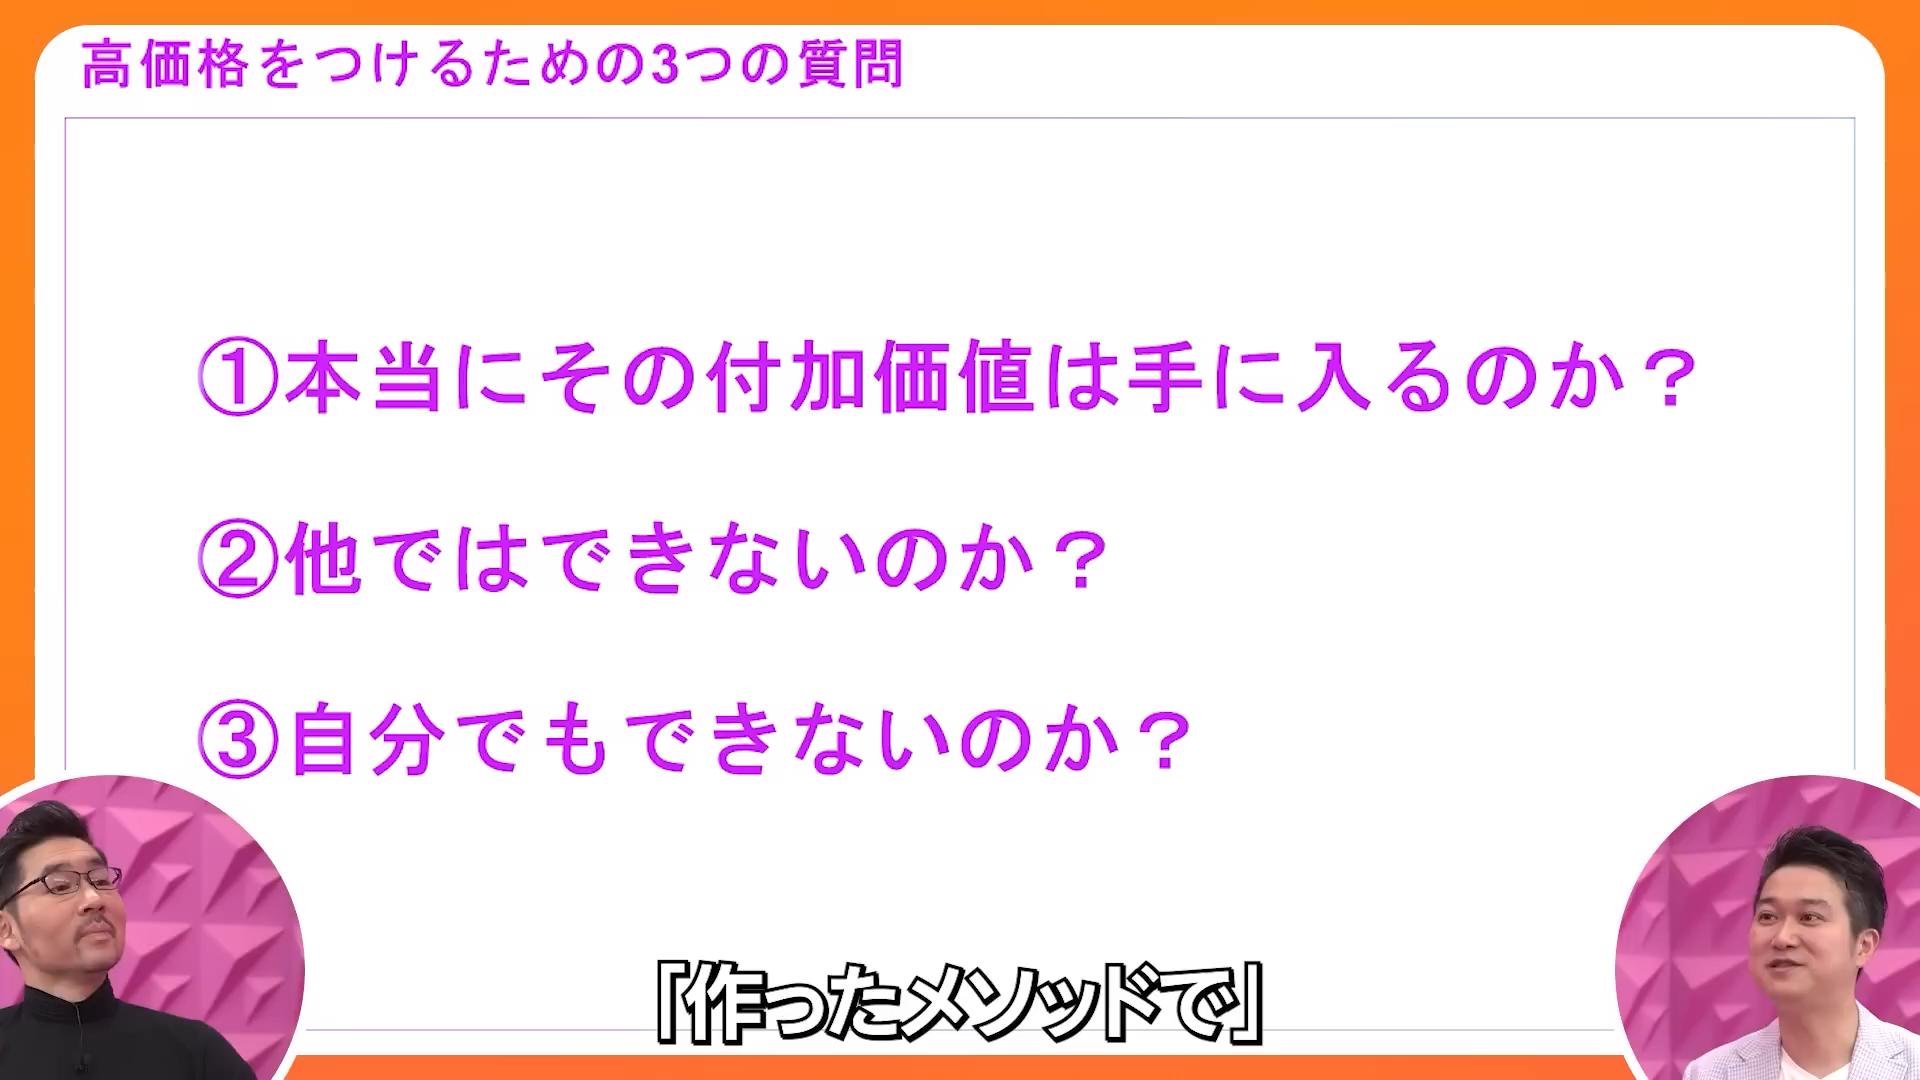 高価格をつけるための3つの質問
①本当にその付加価値は手に入るのか？
②他ではできないのか？
③自分でもできないのか？
「作ったメソッドで」